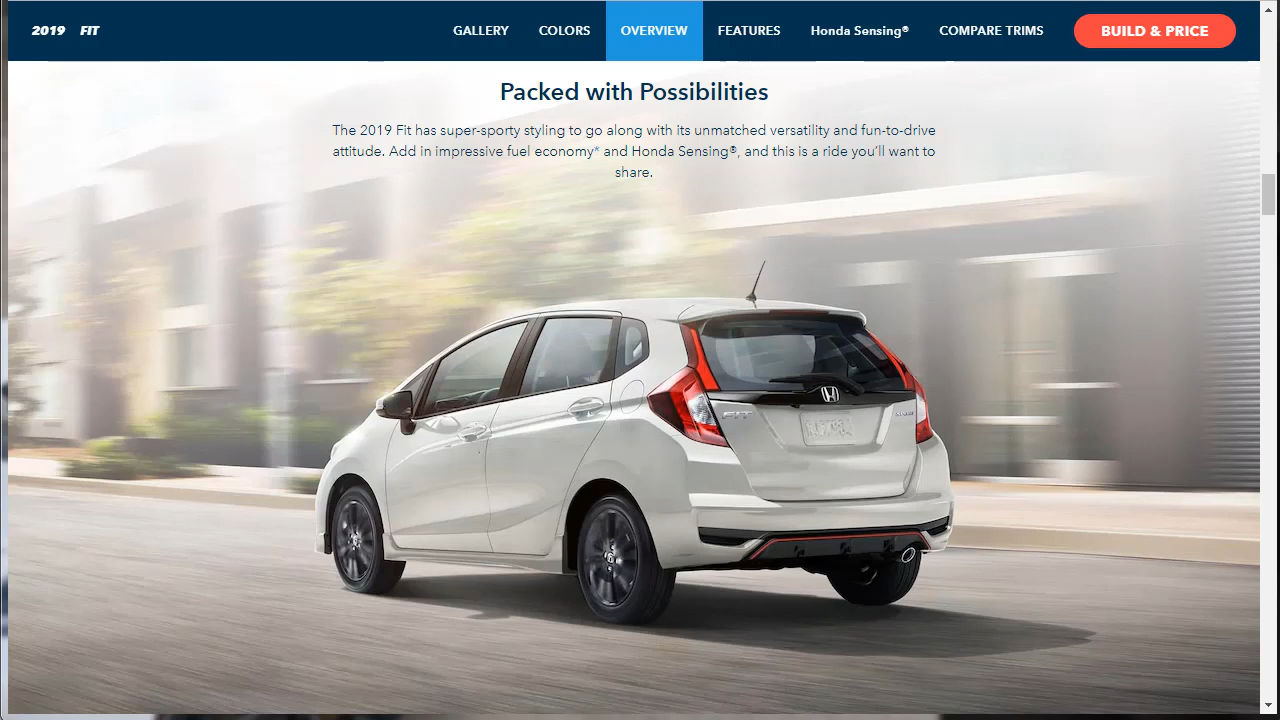 2019 FIT
GALLERY
COLORS
OVERVIEW
FEATURES
Honda Sensing®
COMPARE TRIMS
BUILD & PRICE
Packed with Possibilities
The 2019 Fit has super-sporty styling to go along with its unmatched versatility and fun-to-drive
attitude. Add in impressive fuel economy* and Honda Sensing®, and this is a ride you’ll want to
share.
FIT